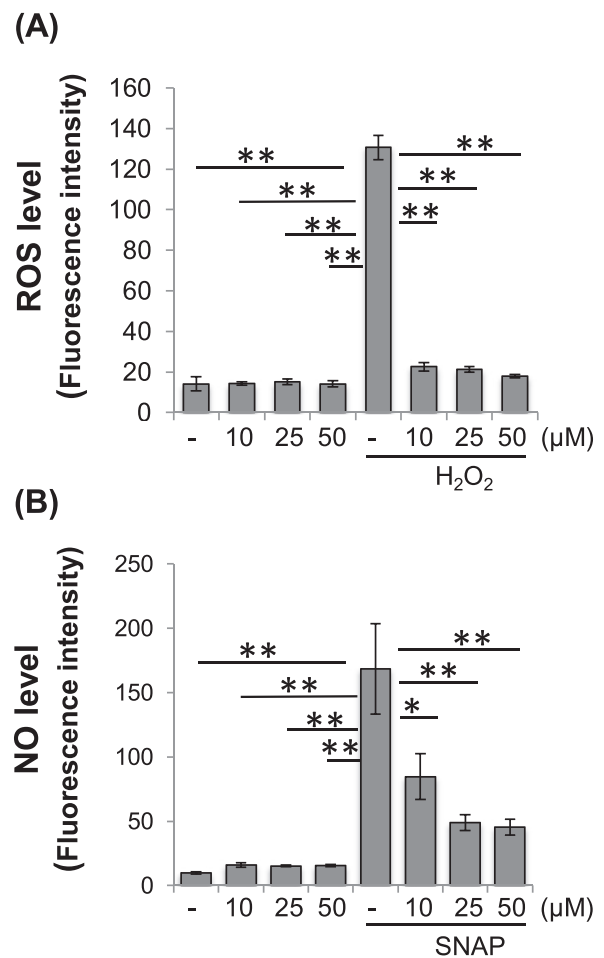 (A)
ROS level
(Fluorescence intensity)
160
140
120
100
80
60
40
20
0
**
**
**
**
**
**
**
- 10 25 50 - 10 25 50 (μM)
H₂O₂
(B)
NO level
(Fluorescence intensity)
250
200
150
100
50
0
**
**
**
**
**
**
*
- 10 25 50 - 10 25 50 (μM)
SNAP